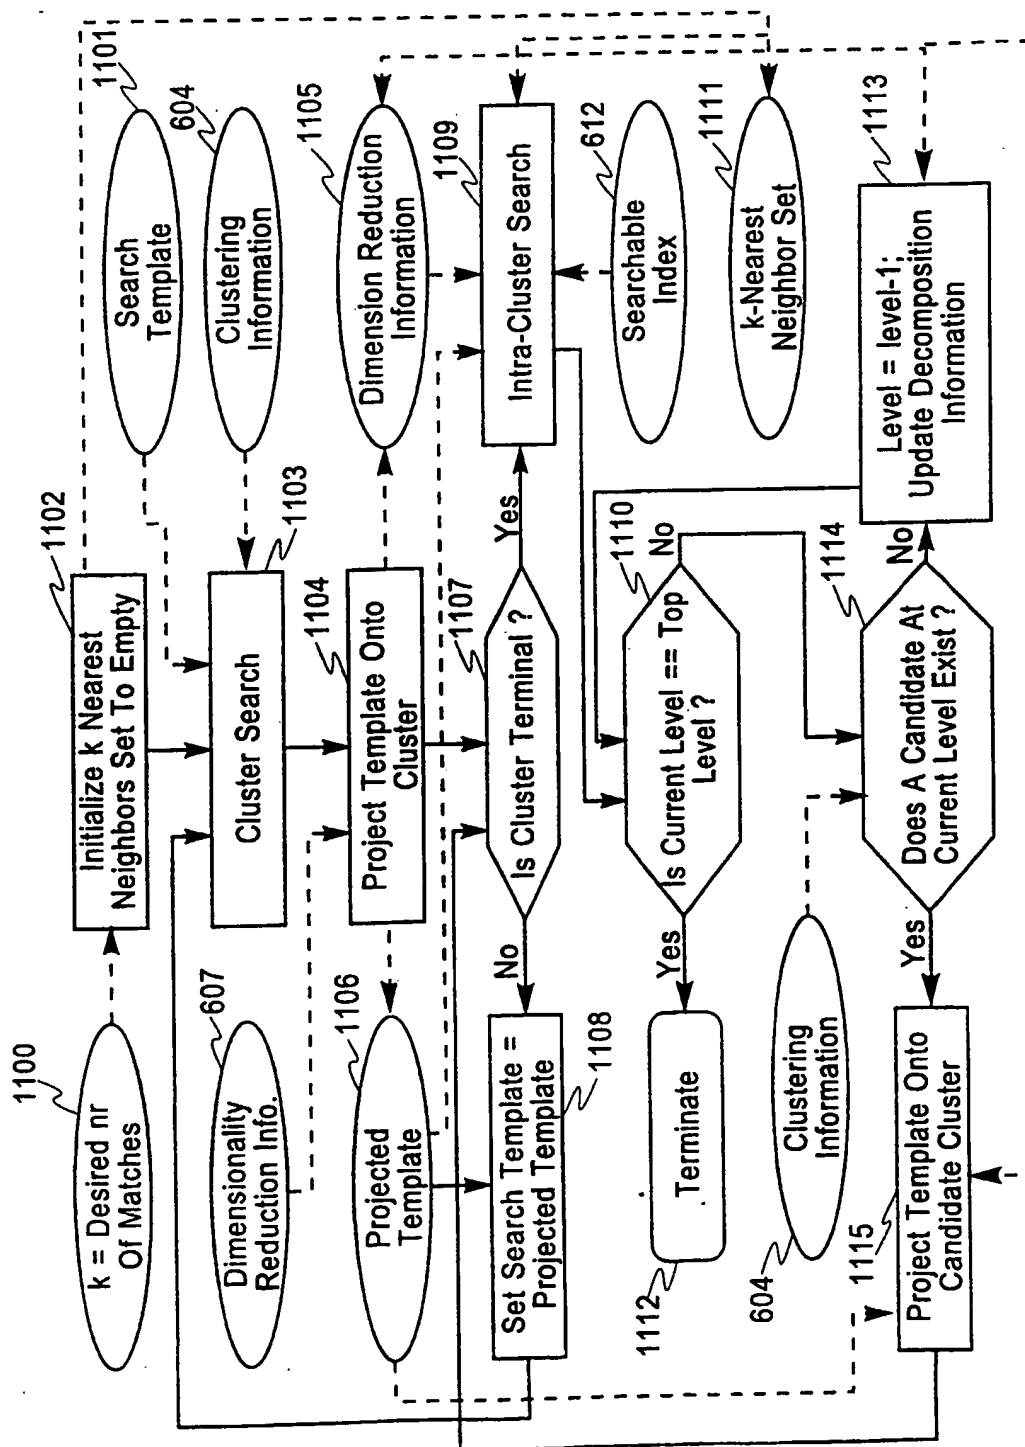 1100
k = Desired nr
Of Matches
1102
Initialize k Nearest
Neighbors Set To Empty
1101
Search
Template
604
Clustering
Information
607
Dimensionality
Reduction Info.
Cluster Search
1103
1104
Project Template Onto
Cluster
1105
Dimension Reduction
Information
1106
Projected
Template
1107
Is Cluster Terminal ?
No
Yes
Set Search Template =
Projected Template
1108
1109
Intra-Cluster Search
612
Searchable
Index
1110
Is Current Level == Top
Level ?
Yes
No
Terminate
1112
1111
k-Nearest
Neighbor Set
604
Clustering
Information
1114
Does A Candidate At
Current Level Exist ?
Yes
No
1115
Project Template Onto
Candidate Cluster
1113
Level = level-1;
Update Decomposition
Information